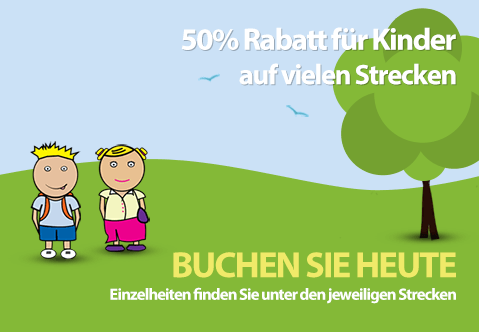 50% Rabatt für Kinder
auf vielen Strecken
BUCHEN SIE HEUTE
Einzelheiten finden Sie unter den jeweiligen Strecken